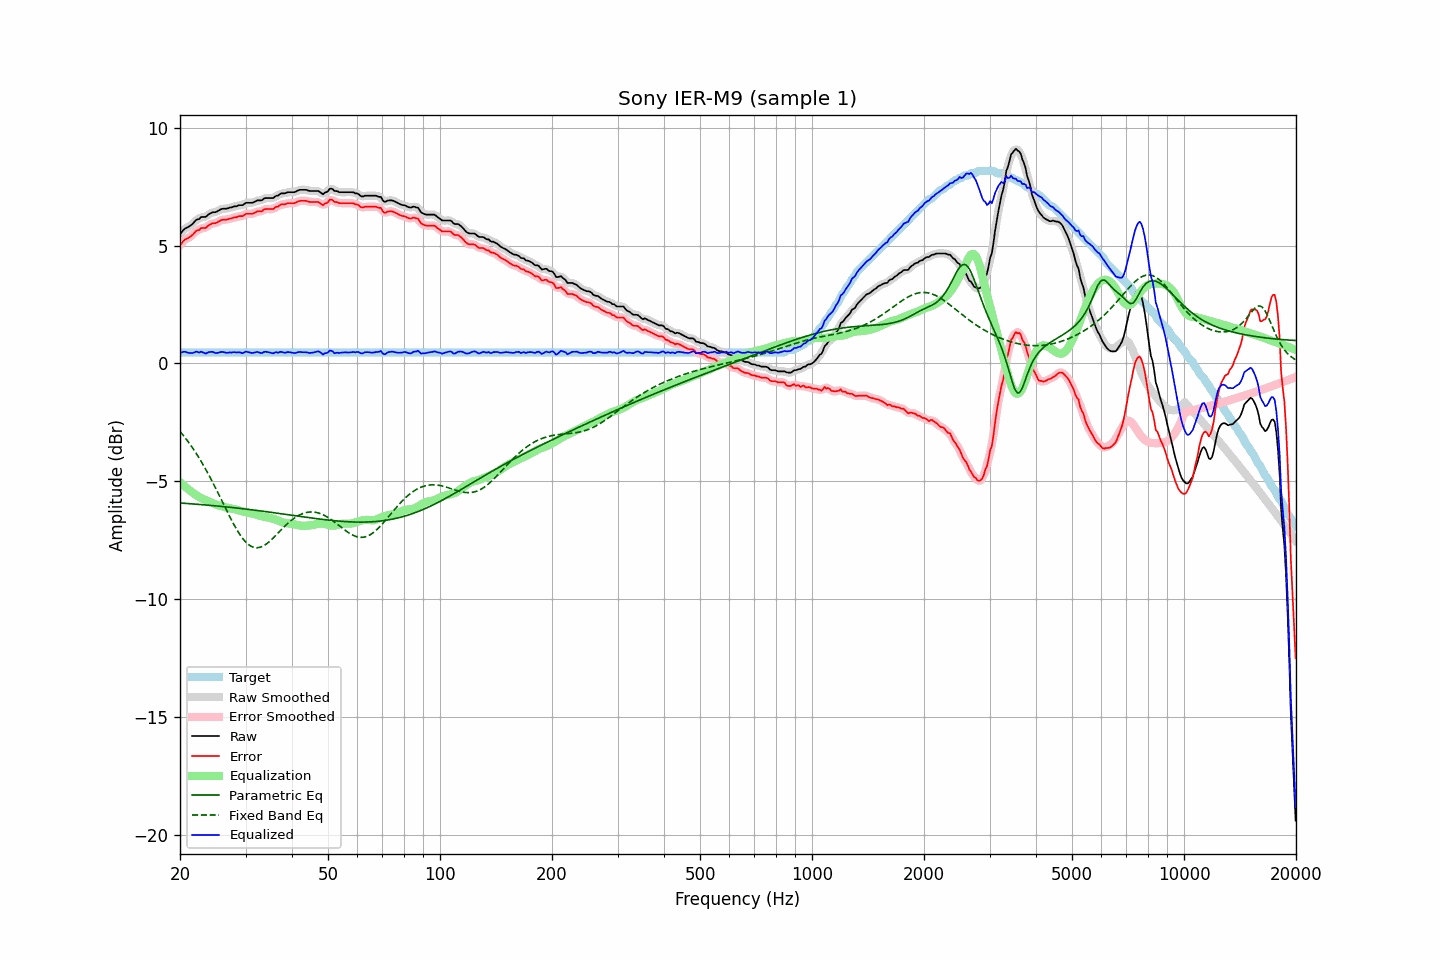 Sony IER-M9 (sample 1)
Amplitude (dBr)
10
5
0
−5
−10
−15
−20
Target
Raw Smoothed
Error Smoothed
Raw
Error
Equalization
Parametric Eq
Fixed Band Eq
Equalized
20 50 100 200 500 1000 2000 5000 10000 20000
Frequency (Hz)